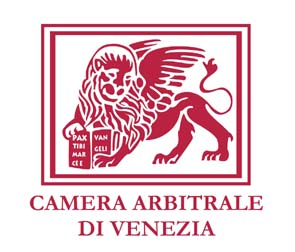 PAX
TIBI
MAR
CE E
VAN
GELI
CAMERA ARBITRALE
DI VENEZIA